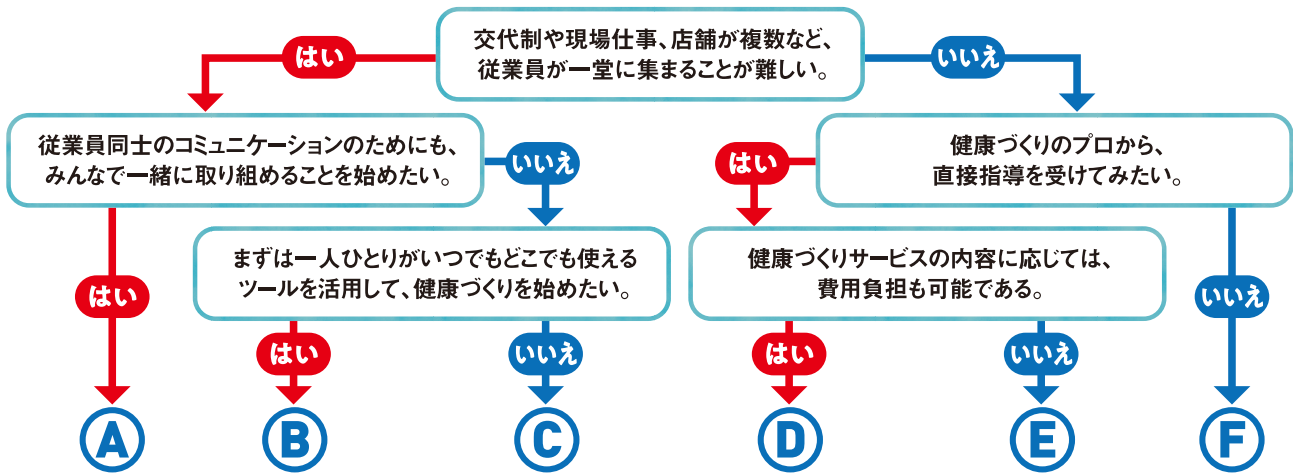 交代制や現場仕事、店舗が複数など、
従業員が一堂に集まることが難しい。
はい
いいえ
従業員同士のコミュニケーションのためにも、
みんなで一緒に取り組めることを始めたい。
いいえ
はい
健康づくりのプロから、
直接指導を受けてみたい。
はい
まずは一人ひとりがいつでもどこでも使える
ツールを活用して、健康づくりを始めたい。
健康づくりサービスの内容に応じては、
費用負担も可能である。
いいえ
はい
いいえ
はい
いいえ
A
B
C
D
E
F